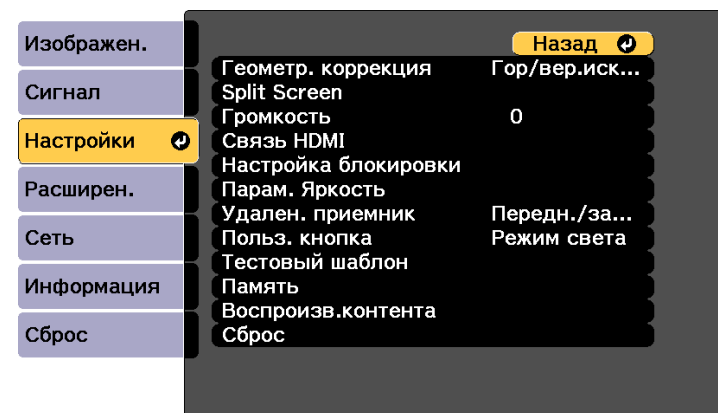 Изображен.
Сигнал
Настройки
Расширен.
Сеть
Информация
Сброс
Назад
Геометр. коррекция Гор/вер.иск...
Split Screen
Громкость 0
Связь HDMI
Настройка блокировки
Парам. Яркость
Удален. приемник Передн./за...
Польз. кнопка Режим света
Тестовый шаблон
Память
Воспроизв.контента
Сброс